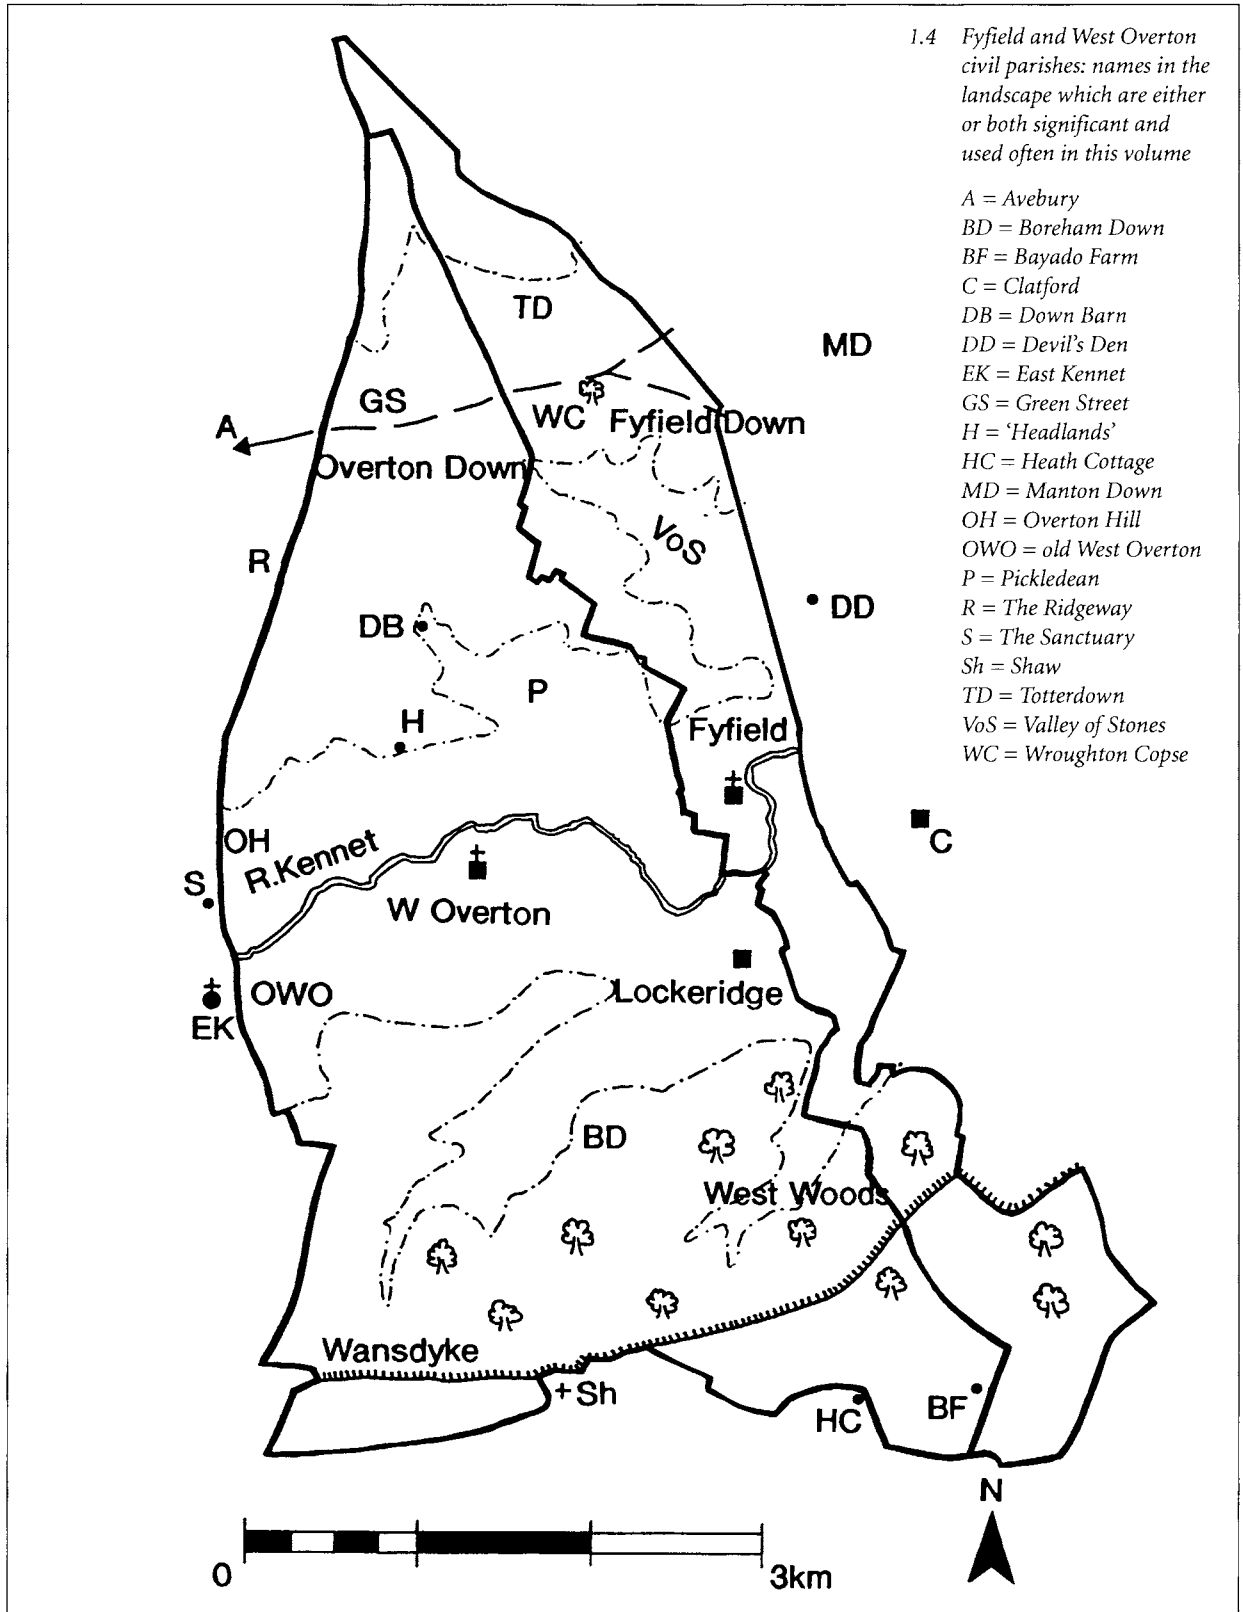 1.4 Fyfield and West Overton
civil parishes: names in the
landscape which are either
or both significant and
used often in this volume
A = Avebury
BD = Boreham Down
BF = Bayado Farm
C = Clatford
DB = Down Barn
DD = Devil's Den
EK = East Kennet
GS = Green Street
H = 'Headlands'
HC = Heath Cottage
MD = Manton Down
OH = Overton Hill
OWO = old West Overton
P = Pickledean
R = The Ridgeway
S = The Sanctuary
Sh = Shaw
TD = Totterdown
VoS = Valley of Stones
WC = Wroughton Copse
TD
MD
GS
A
WC
Fyfield Down
Overton Down
VoS
R
DD
DB
P
H
Fyfield
OH
R.Kennet
C
S
W Overton
OWO
Lockeridge
EK
BD
West Woods
Wansdyke
Sh
HC
BF
N
0
3km